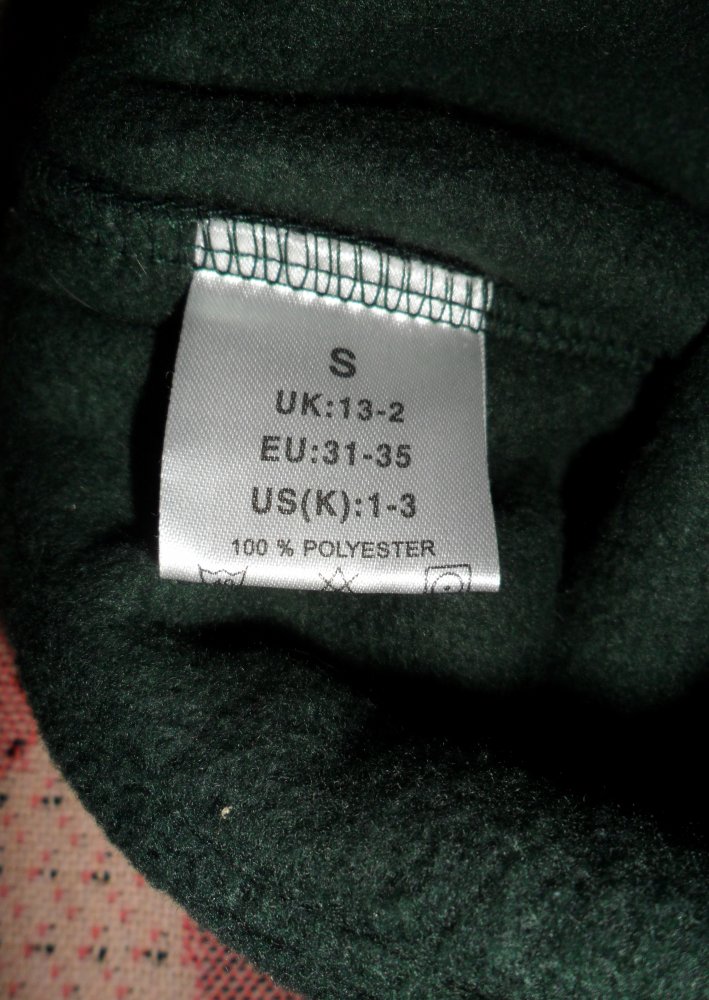 S
UK:13-2
EU:31-35
US(K):1-3
100 % POLYESTER